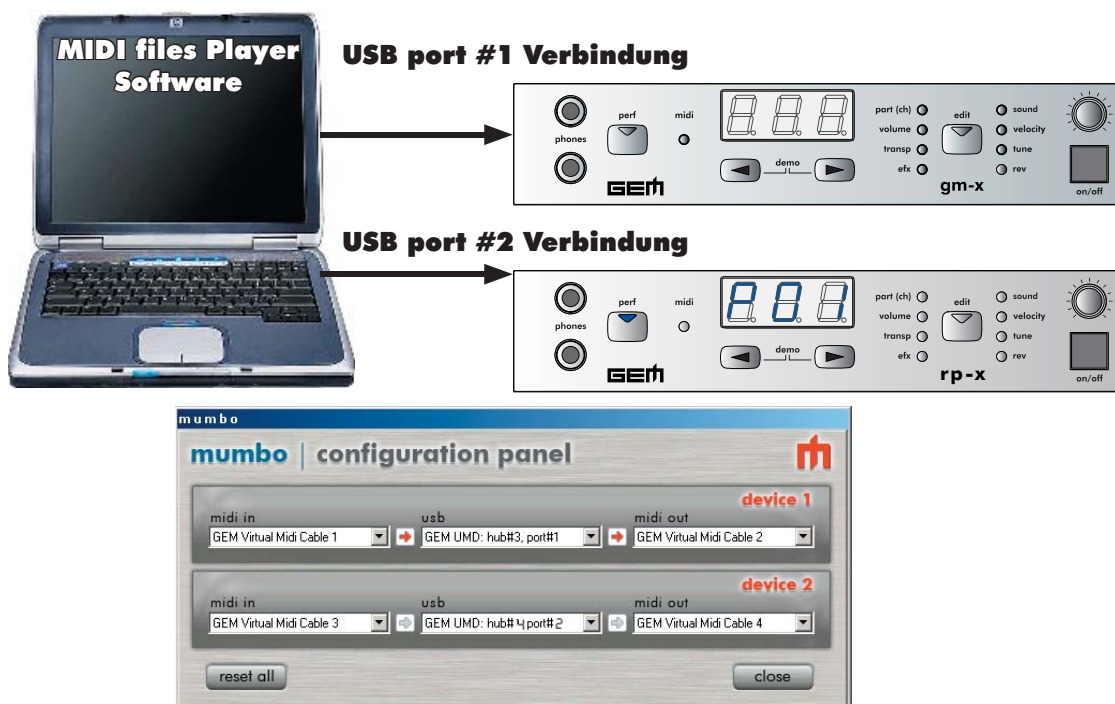 MIDI files Player
Software
USB port #1 Verbindung
phones
perf
midi
demo
part (ch)
volume
transp
efx
edit
sound
velocity
tune
rev
on/off
GEM
gm-x
USB port #2 Verbindung
phones
perf
midi
P01
demo
part (ch)
volume
transp
efx
edit
sound
velocity
tune
rev
on/off
GEM
rp-x
mumbo
mumbo | configuration panel
device 1
midi in usb midi out
GEM Virtual Midi Cable 1 GEM UMD: hub#3, port#1 GEM Virtual Midi Cable 2
device 2
midi in usb midi out
GEM Virtual Midi Cable 3 GEM UMD: hub#4 port#2 GEM Virtual Midi Cable 4
reset all close